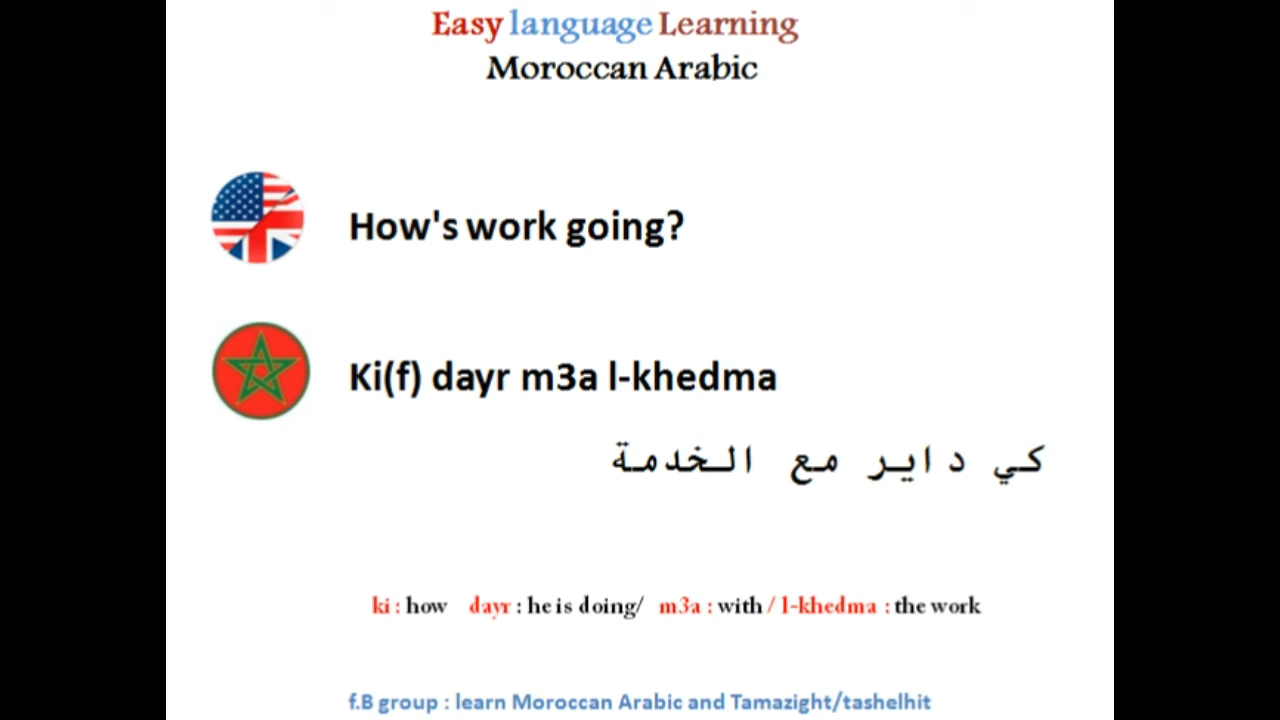 Easy language Learning
Moroccan Arabic
How's work going?
Ki(f) dayr m3a l-khedma
كي داير مع الخدمة
ki : how dayr : he is doing/ m3a : with / l-khedma : the work
f.B group : learn Moroccan Arabic and Tamazight/tashelhit